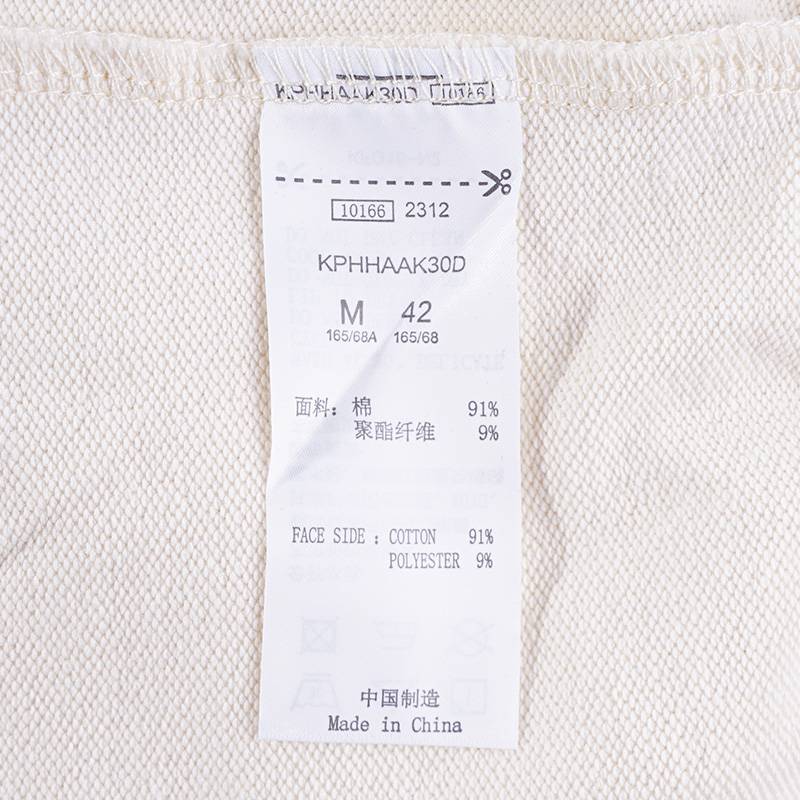 KPHHAAK30D 10166
10166 2312
KPHHAAK30D
M 42
165/68A 165/68
面料: 棉 91%
聚酯纤维 9%
FACE SIDE : COTTON 91%
POLYESTER 9%
中国制造
Made in China